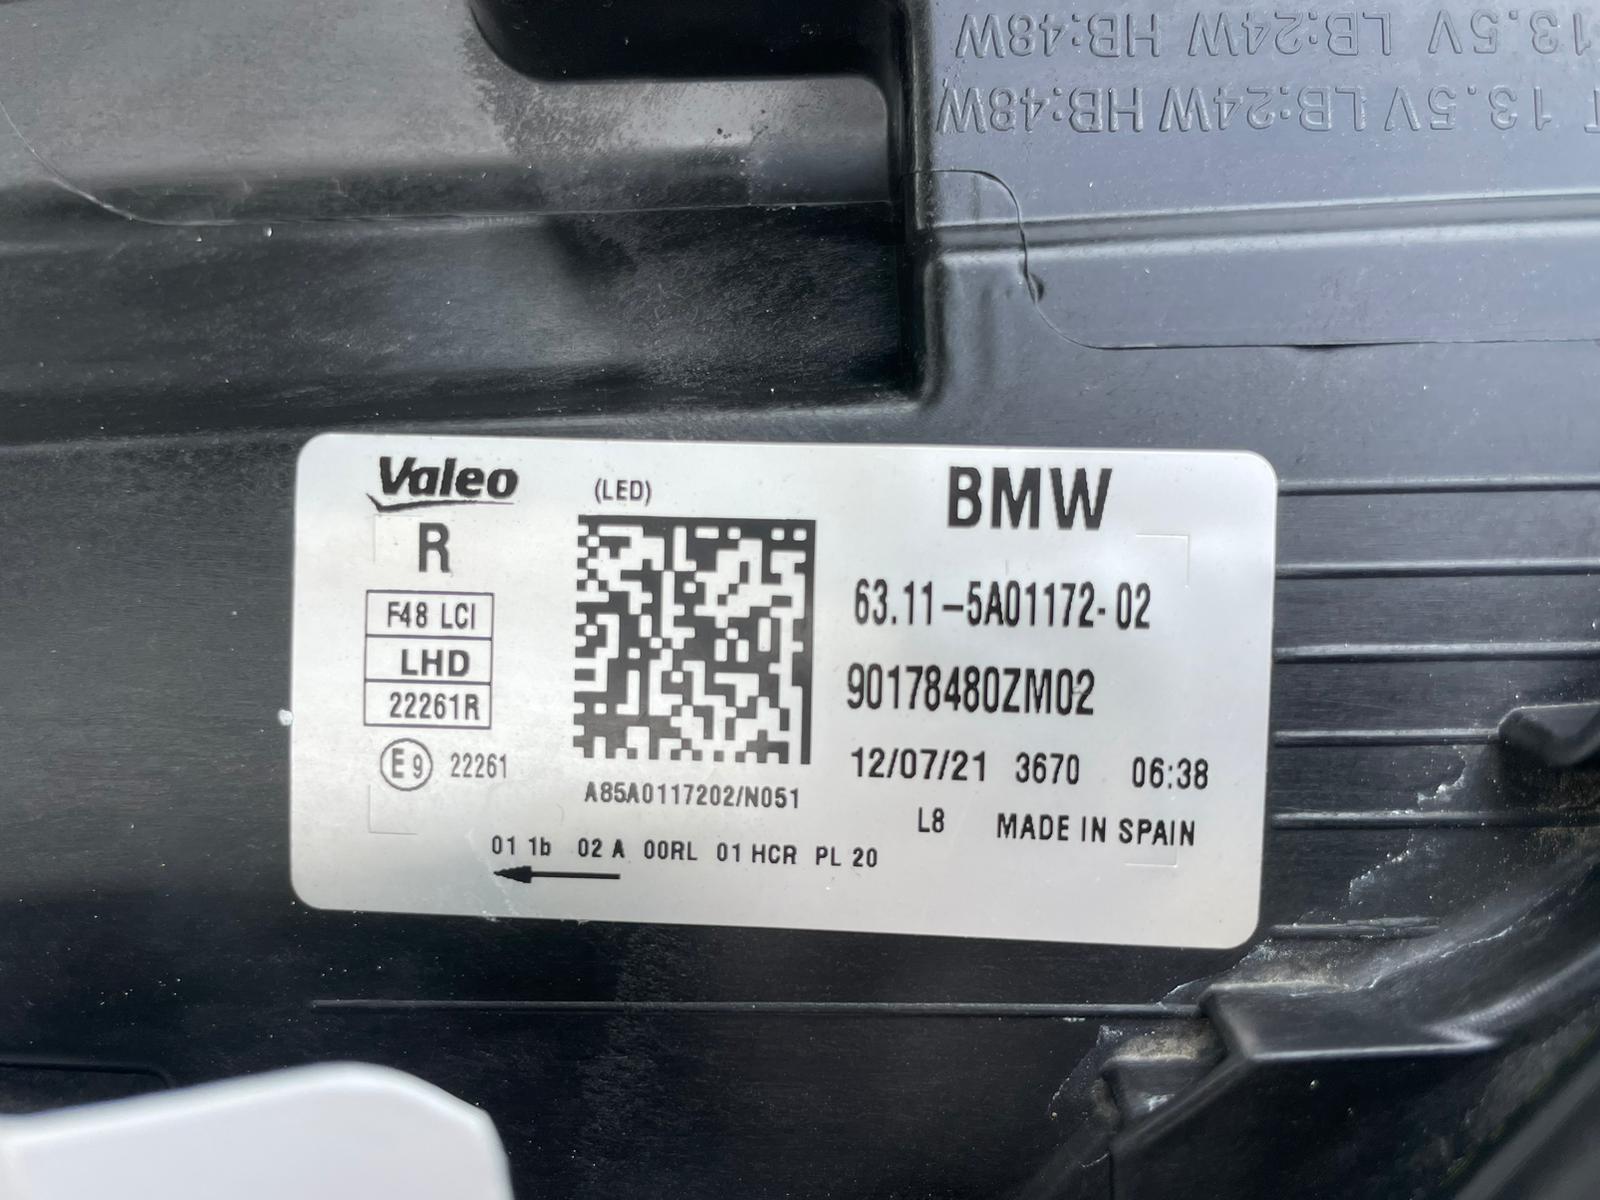 13.5V LB:24W HB:48W
13.5V LB:24W HB:48W
Valeo
(LED)
BMW
R
F48 LCI
LHD
22261R
E9 22261
63.11-5A01172-02
90178480ZM02
12/07/21 3670 06:38
A85A0117202/N051
L8 MADE IN SPAIN
01 1b 02 A 00RL 01 HCR PL 20